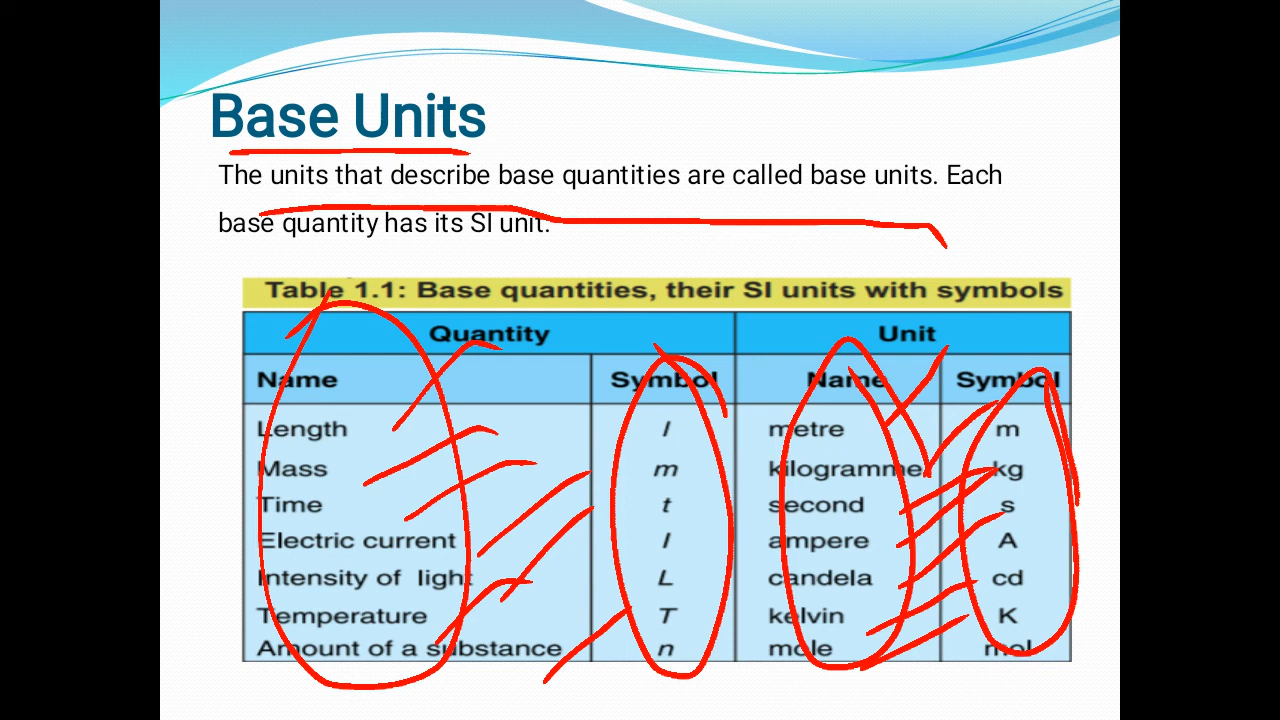 Base Units
The units that describe base quantities are called base units. Each
base quantity has its SI unit.
Table 1.1: Base quantities, their SI units with symbols
Quantity Unit
Name Symbol Name Symbol
Length l metre m
Mass m kilogramme kg
Time t second s
Electric current I ampere A
Intensity of light L candela cd
Temperature T kelvin K
Amount of a substance n mole mol